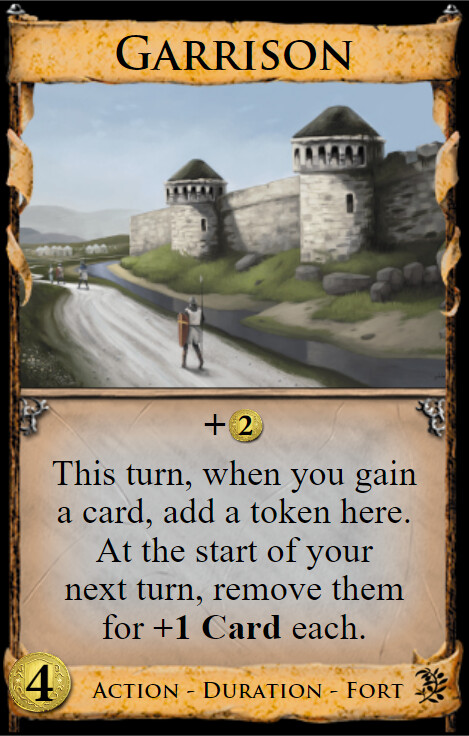 Garrison
+2
This turn, when you gain
a card, add a token here.
At the start of your
next turn, remove them
for +1 Card each.
4 Action - Duration - Fort